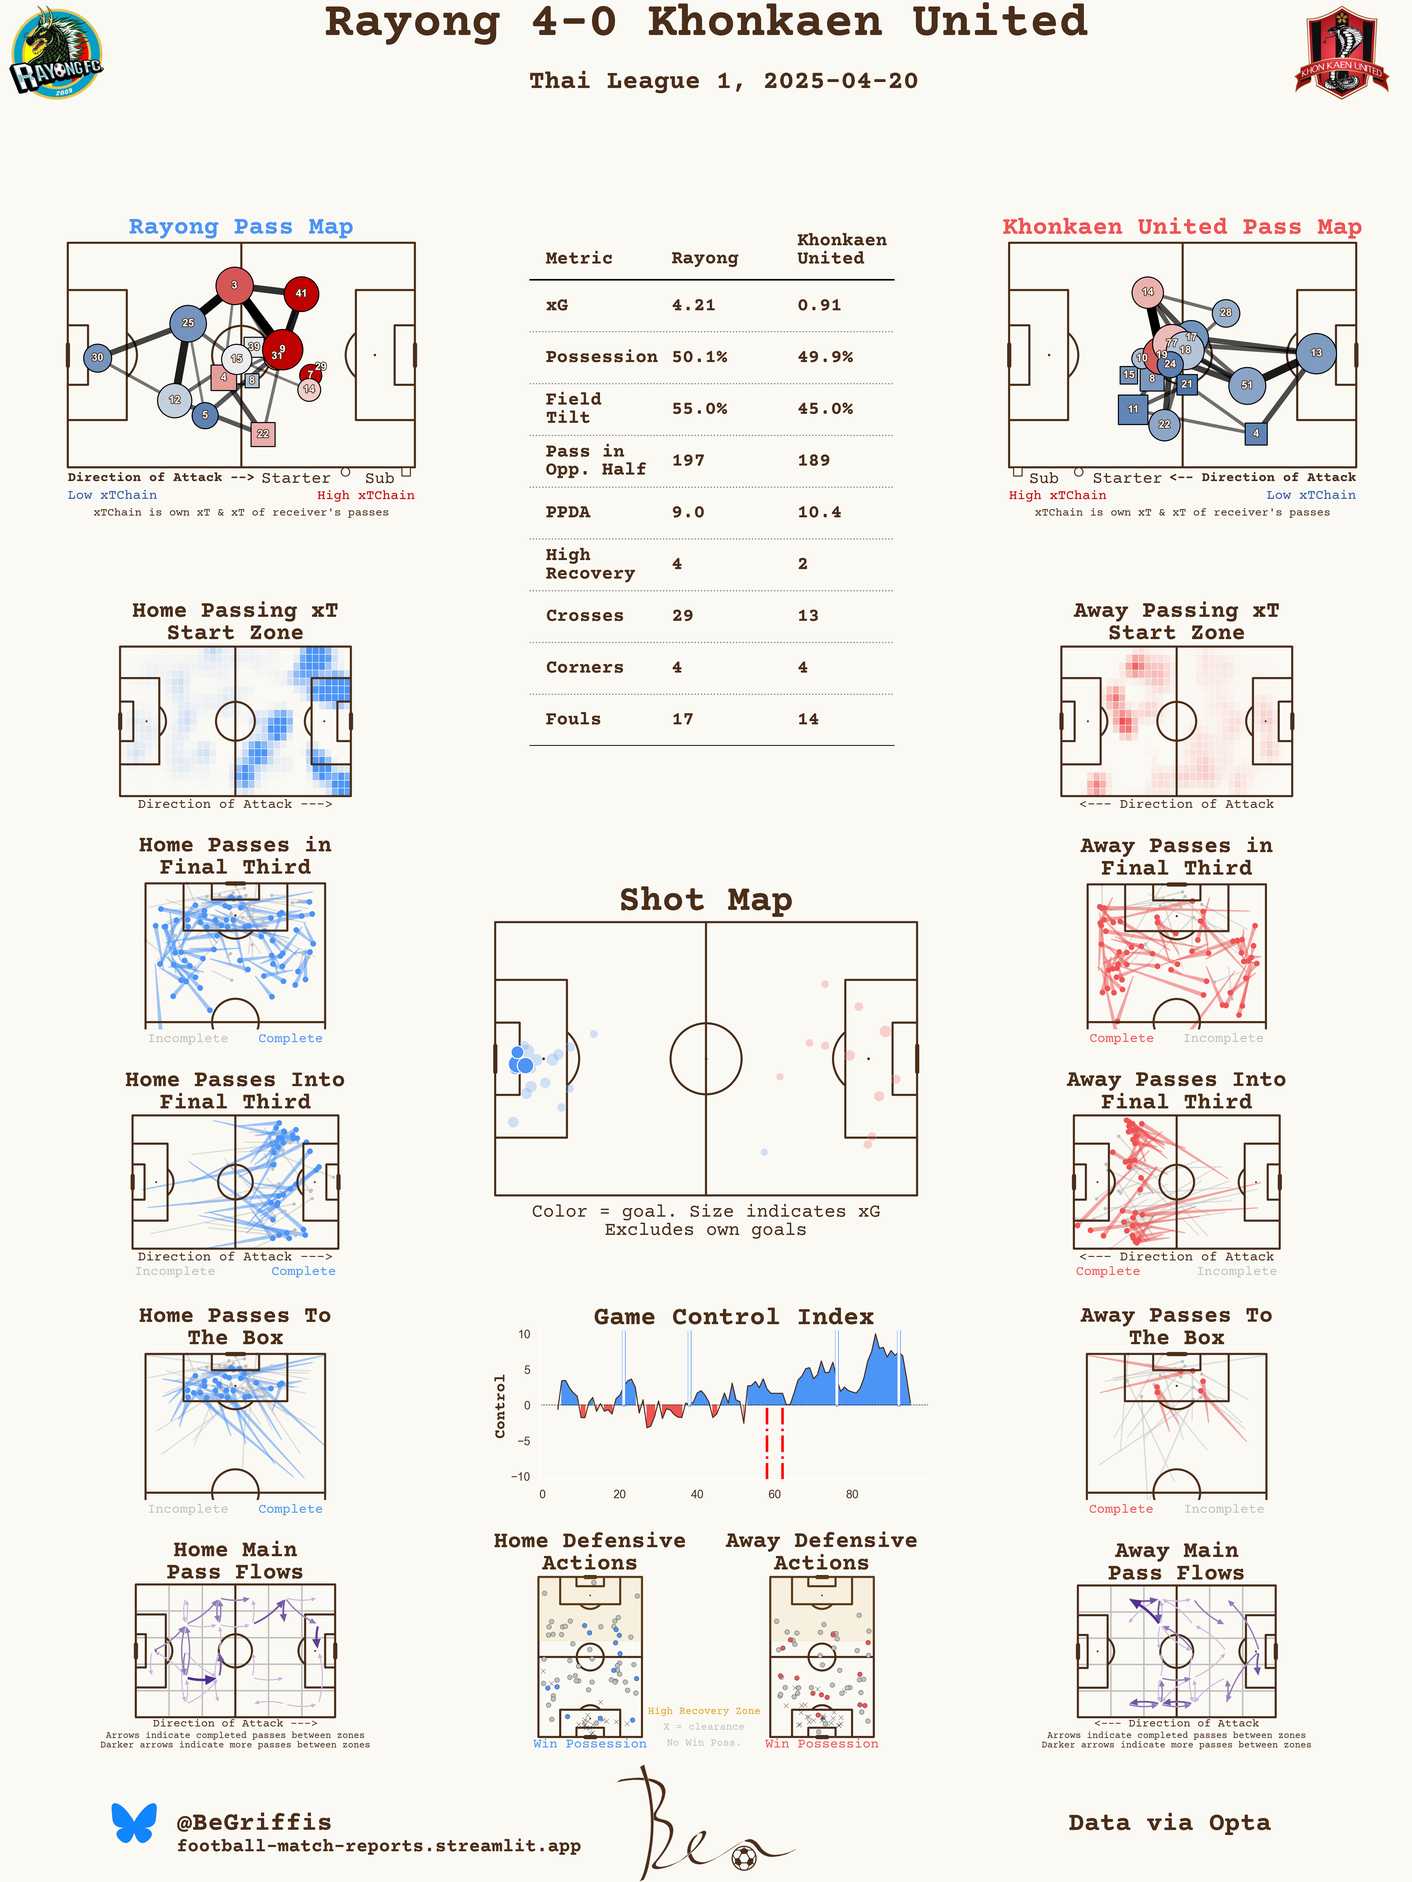 Rayong 4-0 Khonkaen United
Thai League 1, 2025-04-20
RAYONG F.C.
2009
KHON KAEN UNITED
Rayong Pass Map
3
41
25
9
31
39
15
30
29
7
14
4
8
12
5
22
Direction of Attack --> Starter Sub
Low xTChain High xTChain
xTChain is own xT & xT of receiver's passes
Metric Rayong Khonkaen United
xG 4.21 0.91
Possession 50.1% 49.9%
Field Tilt 55.0% 45.0%
Pass in Opp. Half 197 189
PPDA 9.0 10.4
High Recovery 4 2
Crosses 29 13
Corners 4 4
Fouls 17 14
Khonkaen United Pass Map
14
28
17
77
18
10
19
24
13
15
8
21
51
11
22
4
Sub Starter <-- Direction of Attack
High xTChain Low xTChain
xTChain is own xT & xT of receiver's passes
Home Passing xT
Start Zone
Direction of Attack --->
Away Passing xT
Start Zone
<--- Direction of Attack
Home Passes in
Final Third
Incomplete Complete
Away Passes in
Final Third
Complete Incomplete
Shot Map
Color = goal. Size indicates xG
Excludes own goals
Home Passes Into
Final Third
Direction of Attack --->
Incomplete Complete
Away Passes Into
Final Third
<--- Direction of Attack
Complete Incomplete
Home Passes To
The Box
Incomplete Complete
Game Control Index
Control
10
5
0
−5
−10
0 20 40 60 80
Away Passes To
The Box
Complete Incomplete
Home Main
Pass Flows
Direction of Attack --->
Arrows indicate completed passes between zones
Darker arrows indicate more passes between zones
Home Defensive
Actions
Win Possession
Away Defensive
Actions
Win Possession
High Recovery Zone
X = clearance
No Win Poss.
Away Main
Pass Flows
<--- Direction of Attack
Arrows indicate completed passes between zones
Darker arrows indicate more passes between zones
@BeGriffis
football-match-reports.streamlit.app
Ben
Data via Opta